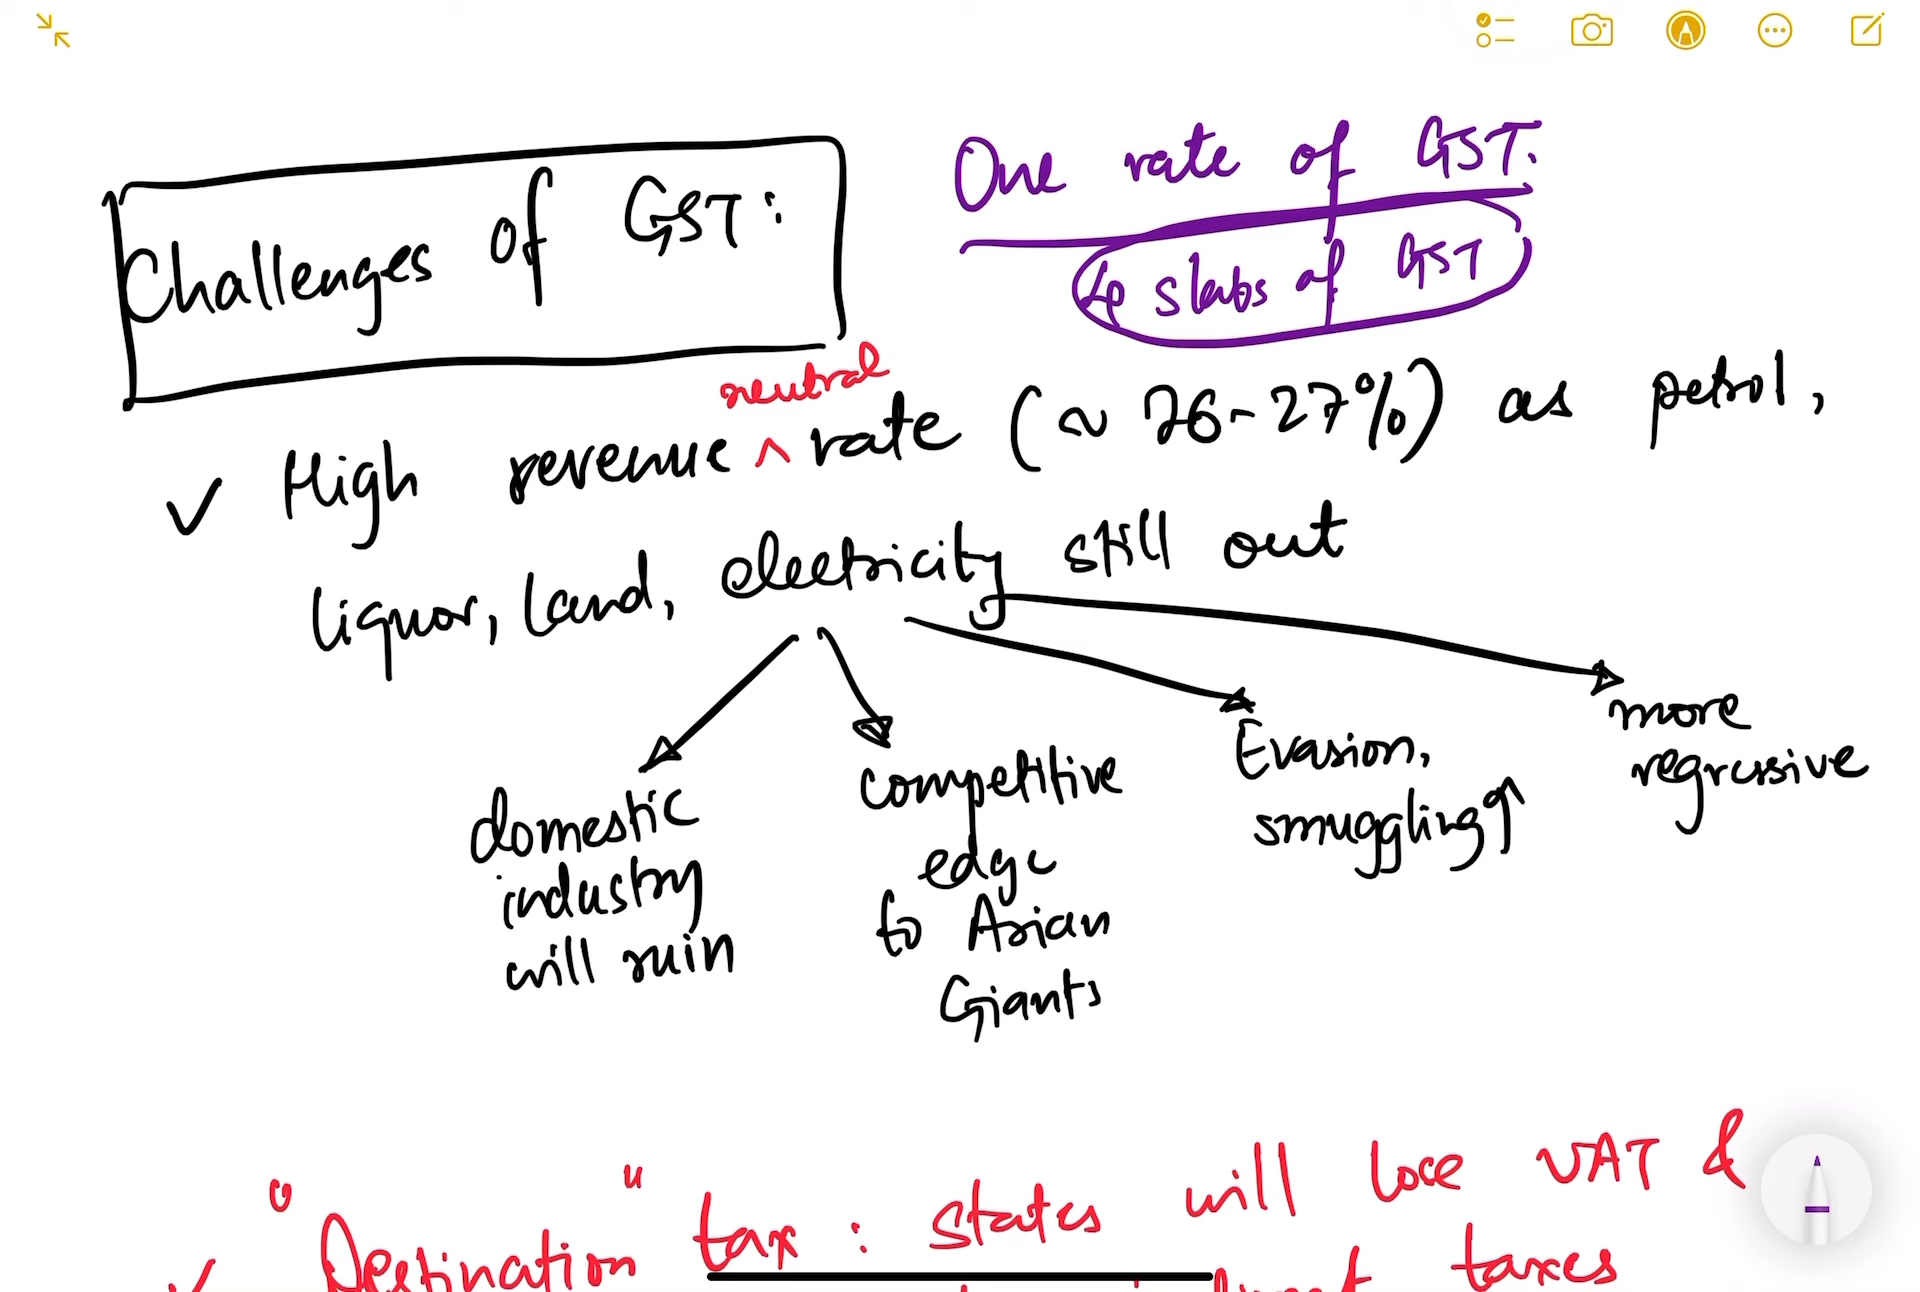 Challenges of GST:
One rate of GST.
4 slabs of GST
neutral
✓ High revenue ^ rate (~ 26-27%) as petrol,
liquor, land, electricity still out
domestic
industry
will ruin
competitive
edge
to Asian
Giants
Evasion,
smuggling↑
more
regressive
✓ "Destination" tax: states will lose VAT &
taxes